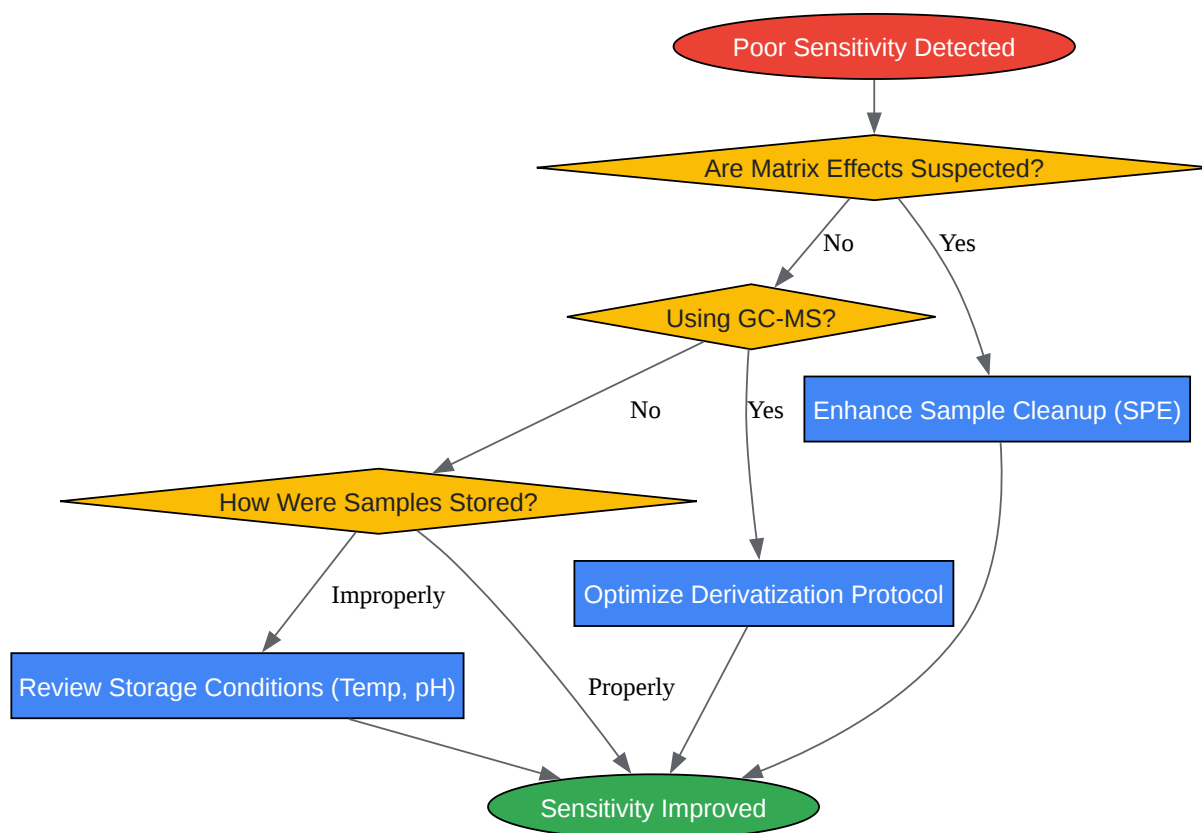 Poor Sensitivity Detected
Are Matrix Effects Suspected?
No
Yes
Using GC-MS?
No
Yes
Enhance Sample Cleanup (SPE)
How Were Samples Stored?
Improperly
Optimize Derivatization Protocol
Review Storage Conditions (Temp, pH)
Properly
Sensitivity Improved